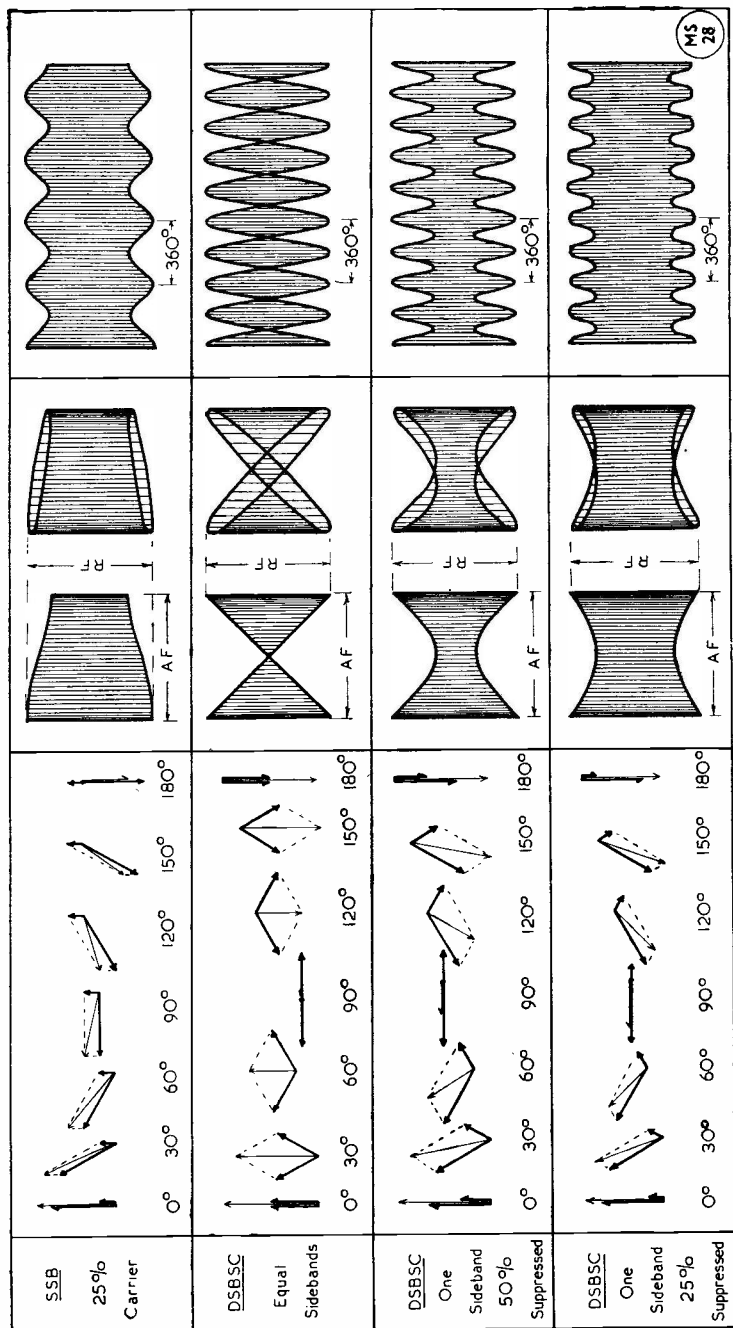 SSB
25%
Carrier
0° 30° 60° 90° 120° 150° 180°
AF
RF
360°
DSBSC
Equal
Sidebands
0° 30° 60° 90° 120° 150° 180°
AF
RF
360°
DSBSC
One
Sideband
50%
Suppressed
0° 30° 60° 90° 120° 150° 180°
AF
RF
360°
DSBSC
One
Sideband
25%
Suppressed
0° 30° 60° 90° 120° 150° 180°
AF
RF
360°
MS
28